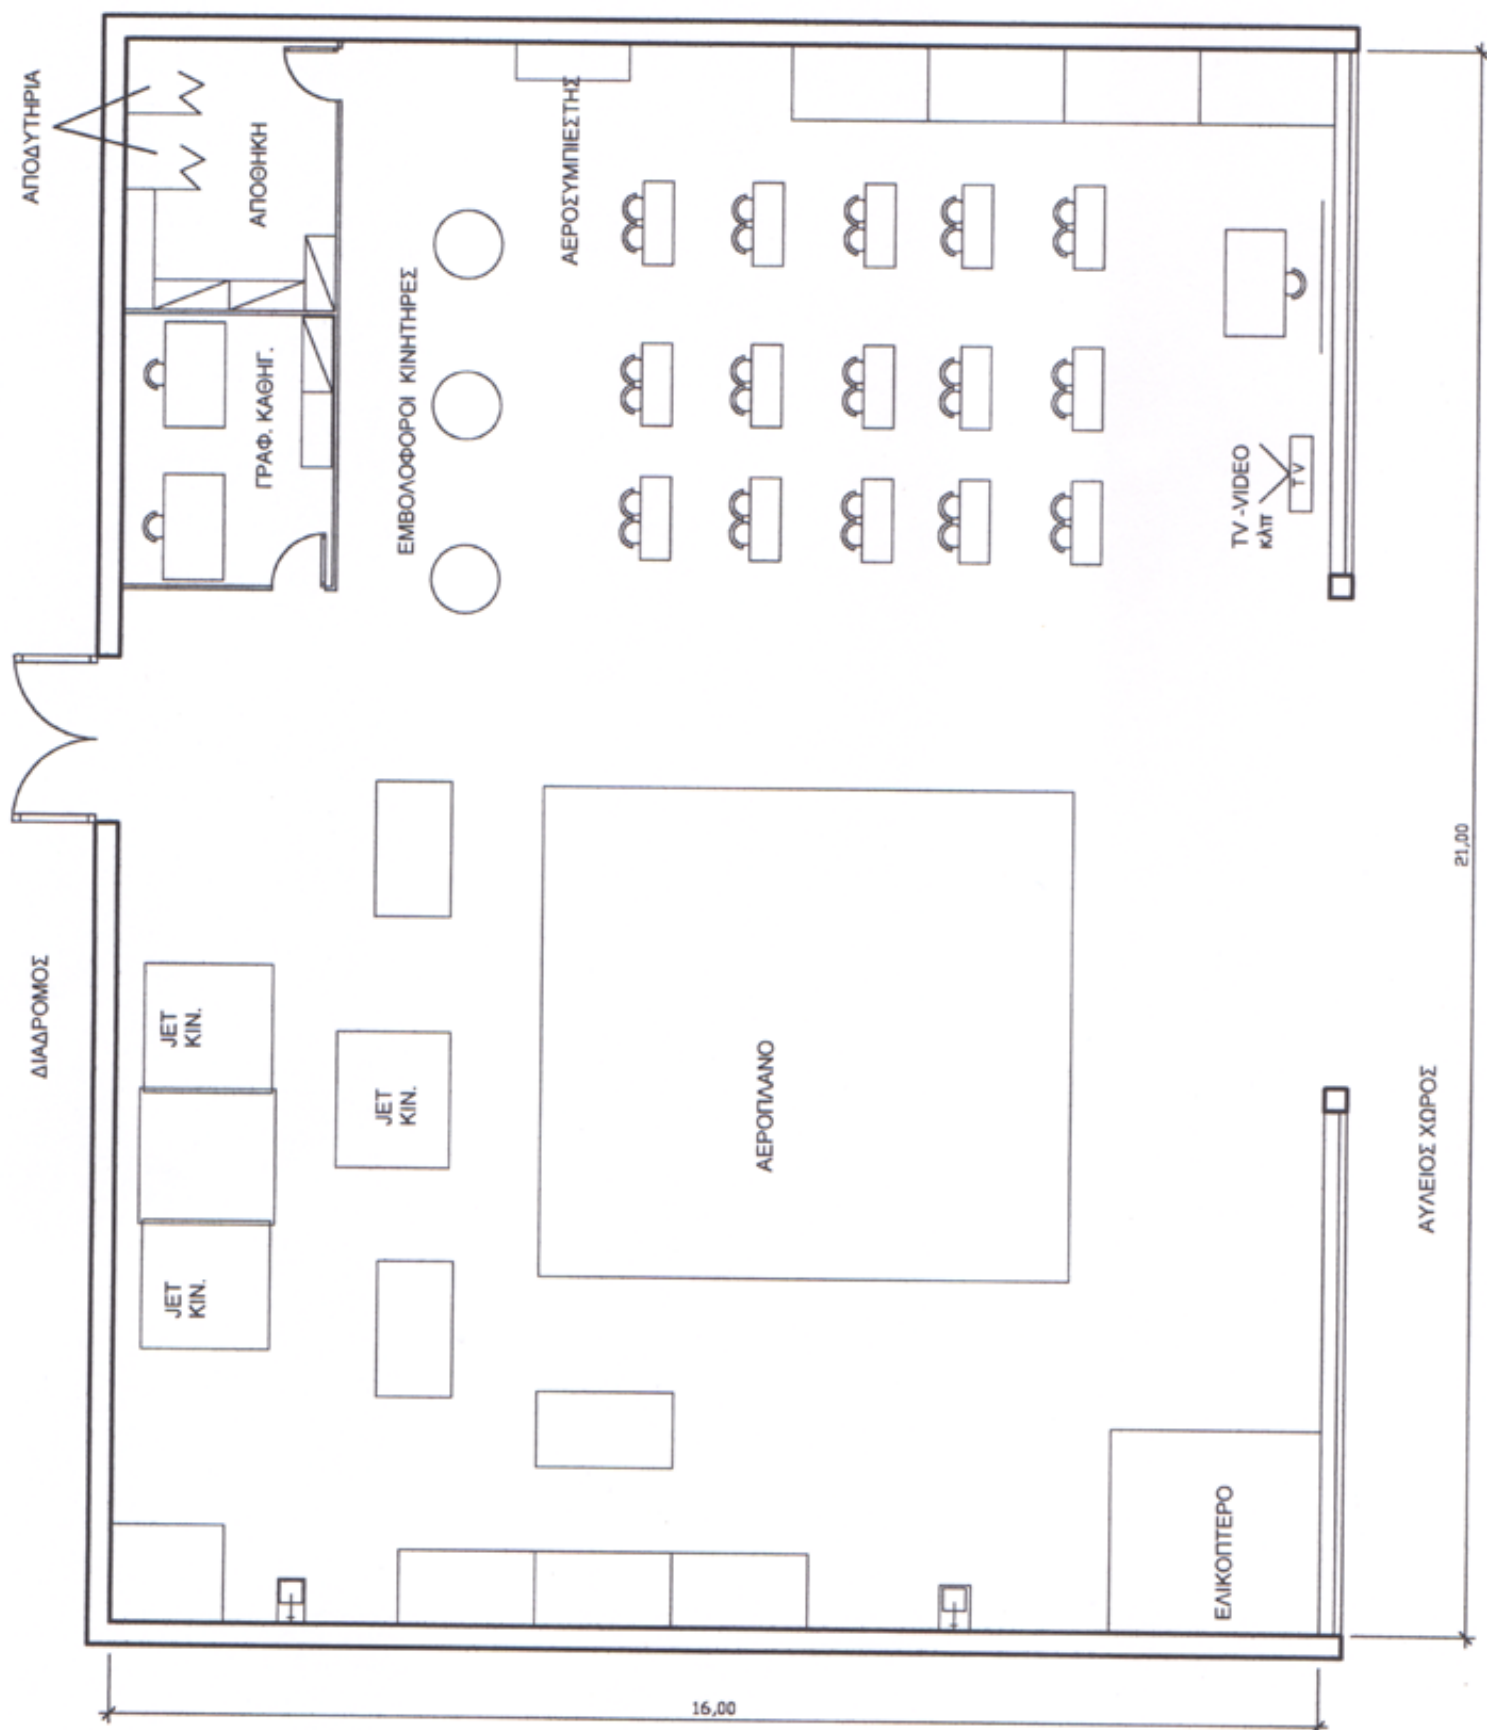 ΑΠΟΔΥΤΗΡΙΑ
ΑΠΟΘΗΚΗ
ΓΡΑΦ. ΚΑΘΗΓ.
ΕΜΒΟΛΟΦΟΡΟΙ ΚΙΝΗΤΗΡΕΣ
ΑΕΡΟΣΥΜΠΙΕΣΤΗΣ
TV -VIDEO
κλπ
TV
ΔΙΑΔΡΟΜΟΣ
JET
ΚΙΝ.
JET
ΚΙΝ.
JET
ΚΙΝ.
ΑΕΡΟΠΛΑΝΟ
ΕΛΙΚΟΠΤΕΡΟ
ΑΥΛΕΙΟΣ ΧΩΡΟΣ
21,00
16,00